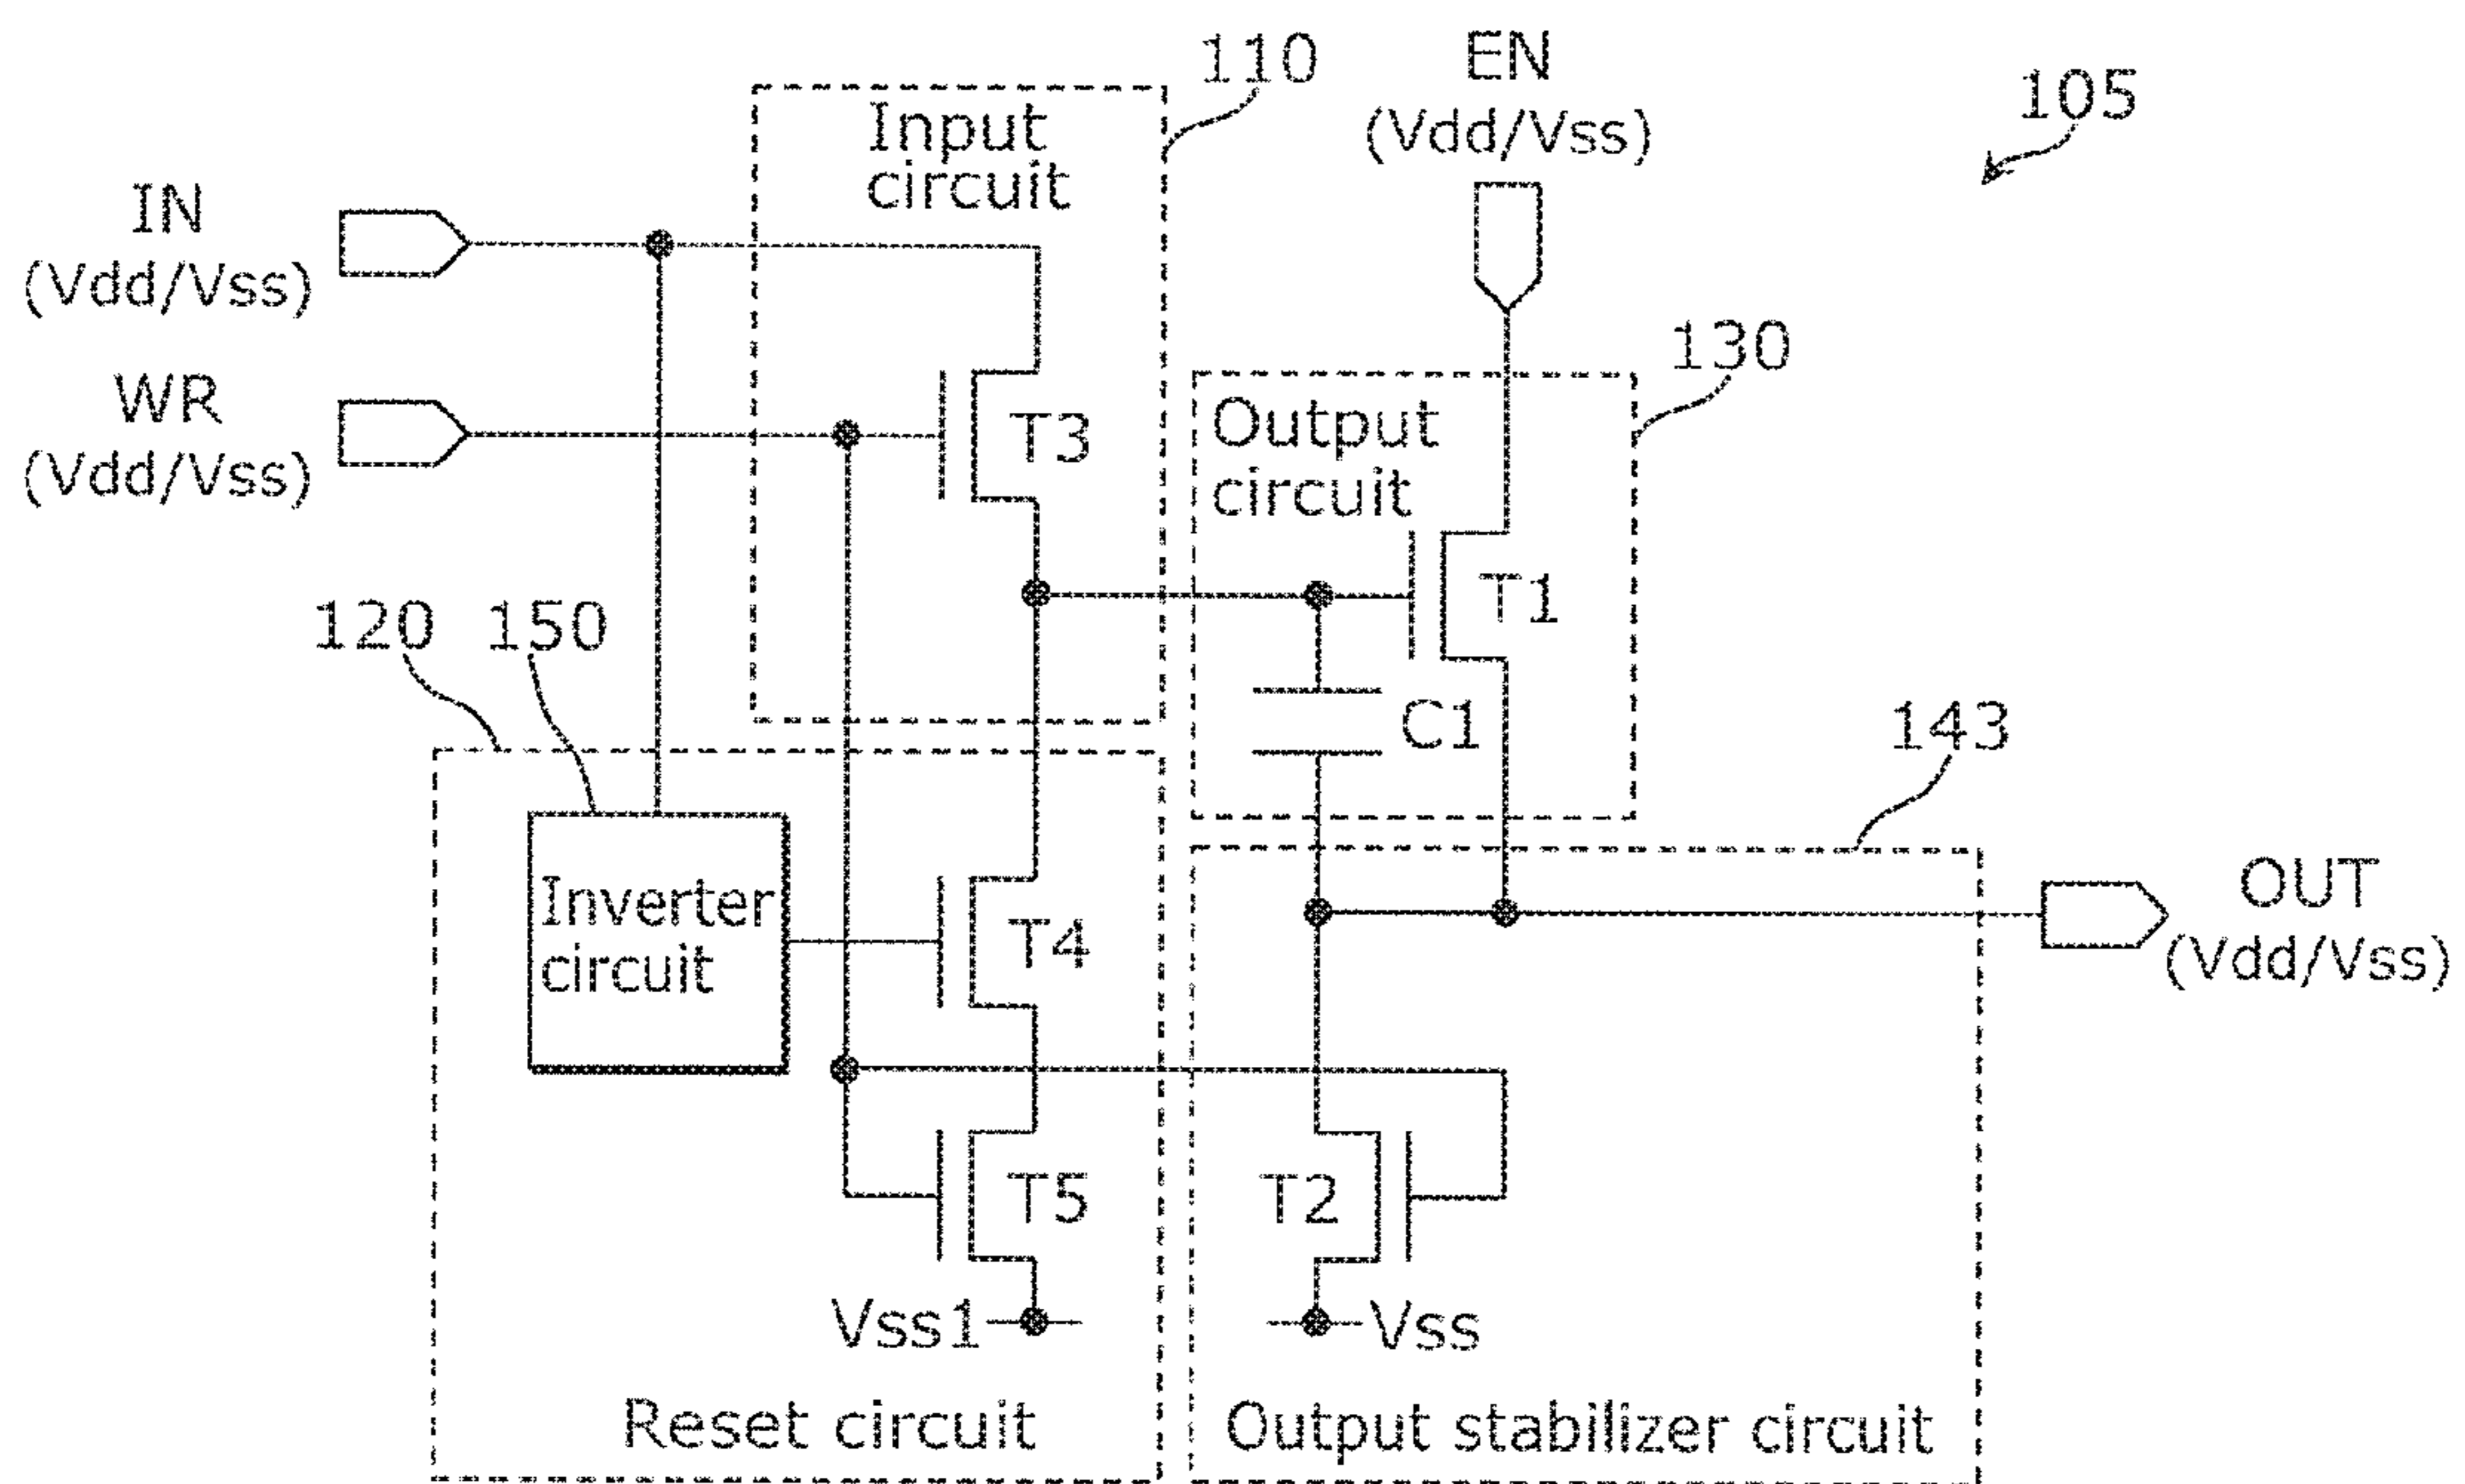 110
EN
(Vdd/Vss)
105
Input
circuit
IN
(Vdd/Vss)
130
WR
(Vdd/Vss)
T3
Output
circuit
120
150
T1
C1
143
Inverter
circuit
T4
OUT
(Vdd/Vss)
T5
T2
Vss1
Vss
Reset circuit
Output stabilizer circuit